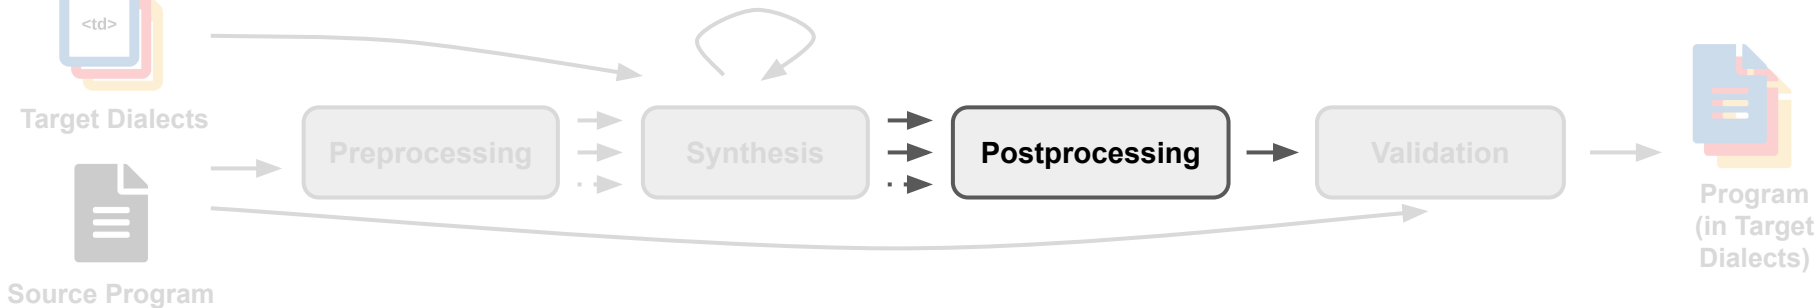 <td>
Target Dialects
Source Program
Preprocessing
Synthesis
Postprocessing
Validation
Program
(in Target
Dialects)